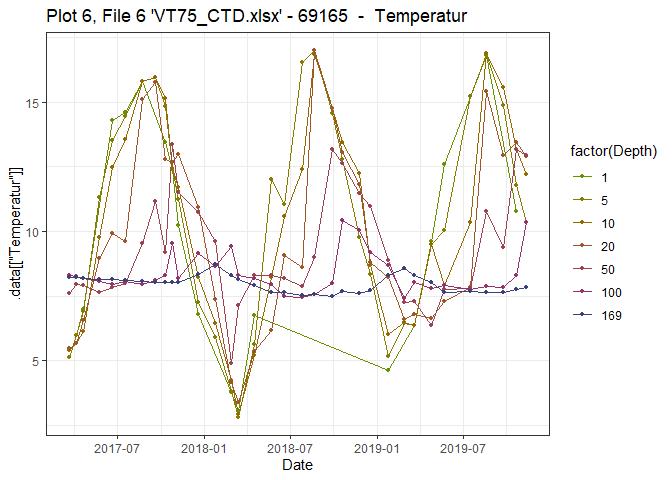 Plot 6, File 6 'VT75_CTD.xlsx' - 69165 - Temperatur
.data[["Temperatur"]]
15
10
5
2017-07 2018-01 2018-07 2019-01 2019-07
Date
factor(Depth)
1
5
10
20
50
100
169